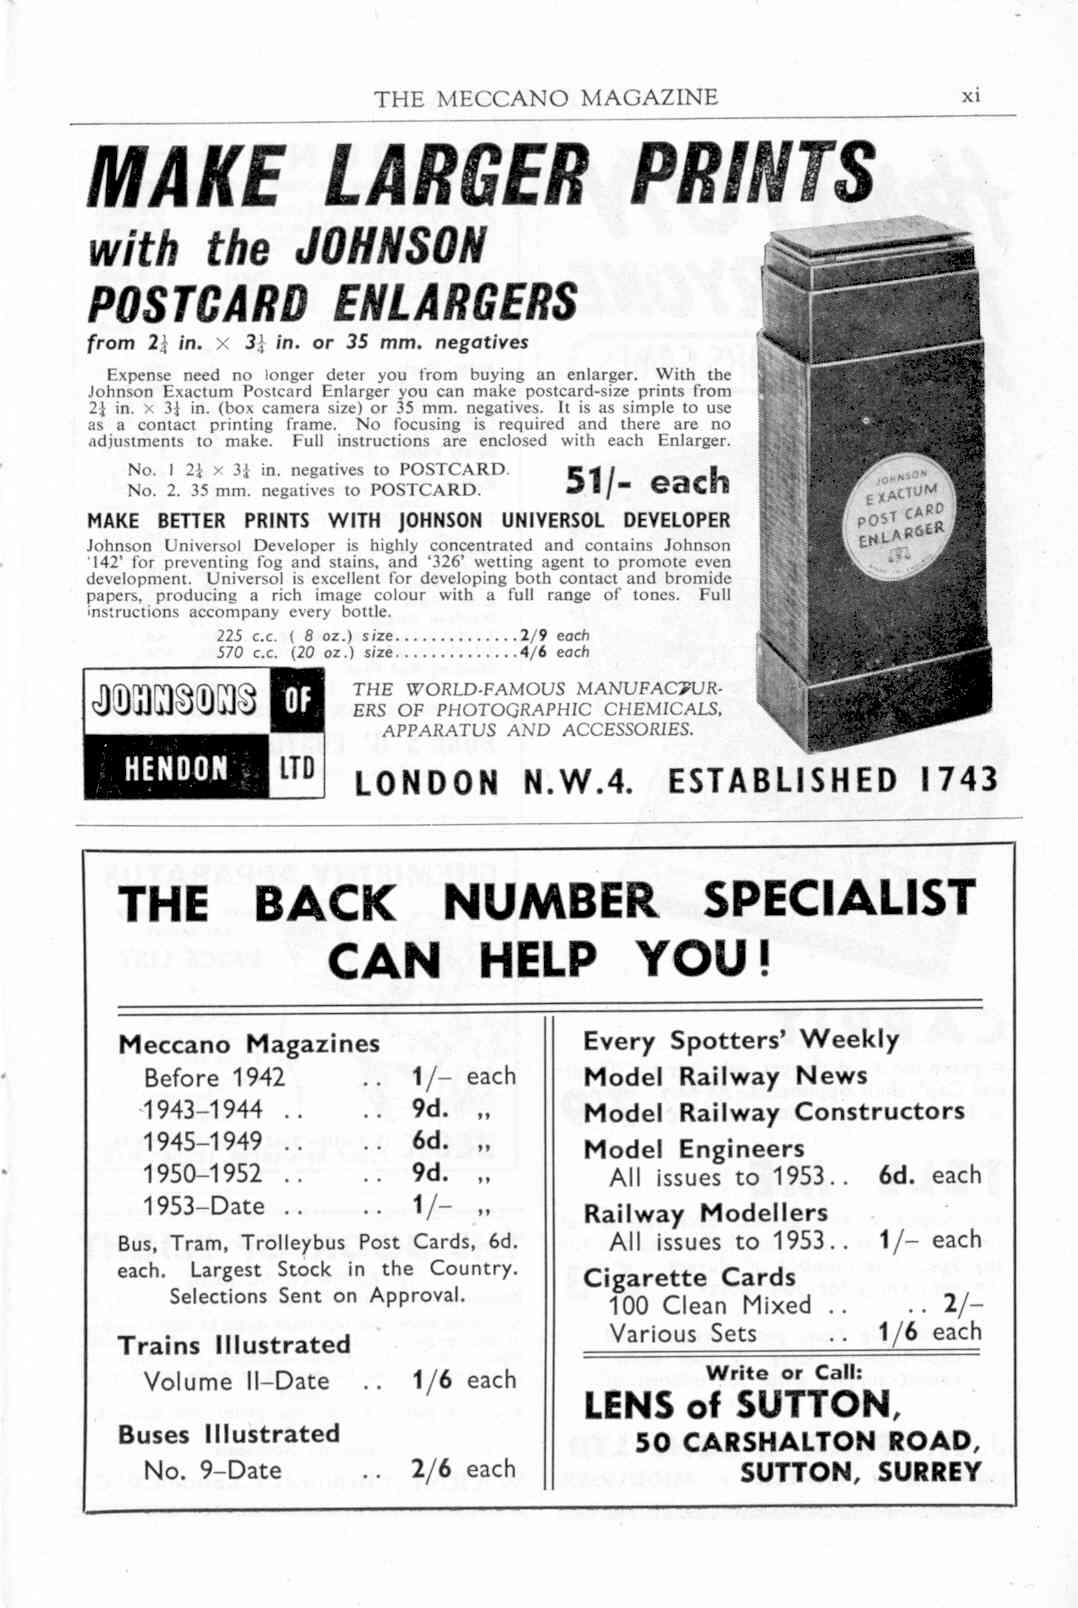 THE MECCANO MAGAZINE xi
MAKE LARGER PRINTS
with the JOHNSON
POSTCARD ENLARGERS
from 2¼ in. × 3¼ in. or 35 mm. negatives
Expense need no longer deter you from buying an enlarger. With the
Johnson Exactum Postcard Enlarger you can make postcard-size prints from
2¼ in. × 3¼ in. (box camera size) or 35 mm. negatives. It is as simple to use
as a contact printing frame. No focusing is required and there are no
adjustments to make. Full instructions are enclosed with each Enlarger.
No. 1 2¼ × 3¼ in. negatives to POSTCARD.
No. 2. 35 mm. negatives to POSTCARD.
51/- each
MAKE BETTER PRINTS WITH JOHNSON UNIVERSOL DEVELOPER
Johnson Universol Developer is highly concentrated and contains Johnson
'142' for preventing fog and stains, and '326' wetting agent to promote even
development. Universol is excellent for developing both contact and bromide
papers, producing a rich image colour with a full range of tones. Full
instructions accompany every bottle.
225 c.c. ( 8 oz.) size..............2/9 each
570 c.c. (20 oz.) size..............4/6 each
JOHNSON
EXACTUM
POST CARD
ENLARGER
JOHNSONS OF
HENDON LTD
THE WORLD-FAMOUS MANUFACTUR-
ERS OF PHOTOGRAPHIC CHEMICALS,
APPARATUS AND ACCESSORIES.
LONDON N.W.4. ESTABLISHED 1743
THE BACK NUMBER SPECIALIST
CAN HELP YOU!
Meccano Magazines
Before 1942 .. 1/– each
1943–1944 .. .. 9d. ,,
1945–1949 .. .. 6d. ,,
1950–1952 .. .. 9d. ,,
1953–Date .. .. 1/– ,,
Bus, Tram, Trolleybus Post Cards, 6d.
each. Largest Stock in the Country.
Selections Sent on Approval.
Trains Illustrated
Volume II–Date .. 1/6 each
Buses Illustrated
No. 9–Date .. 2/6 each
Every Spotters' Weekly
Model Railway News
Model Railway Constructors
Model Engineers
All issues to 1953.. 6d. each
Railway Modellers
All issues to 1953.. 1/– each
Cigarette Cards
100 Clean Mixed .. .. 2/–
Various Sets .. 1/6 each
Write or Call:
LENS of SUTTON,
50 CARSHALTON ROAD,
SUTTON, SURREY